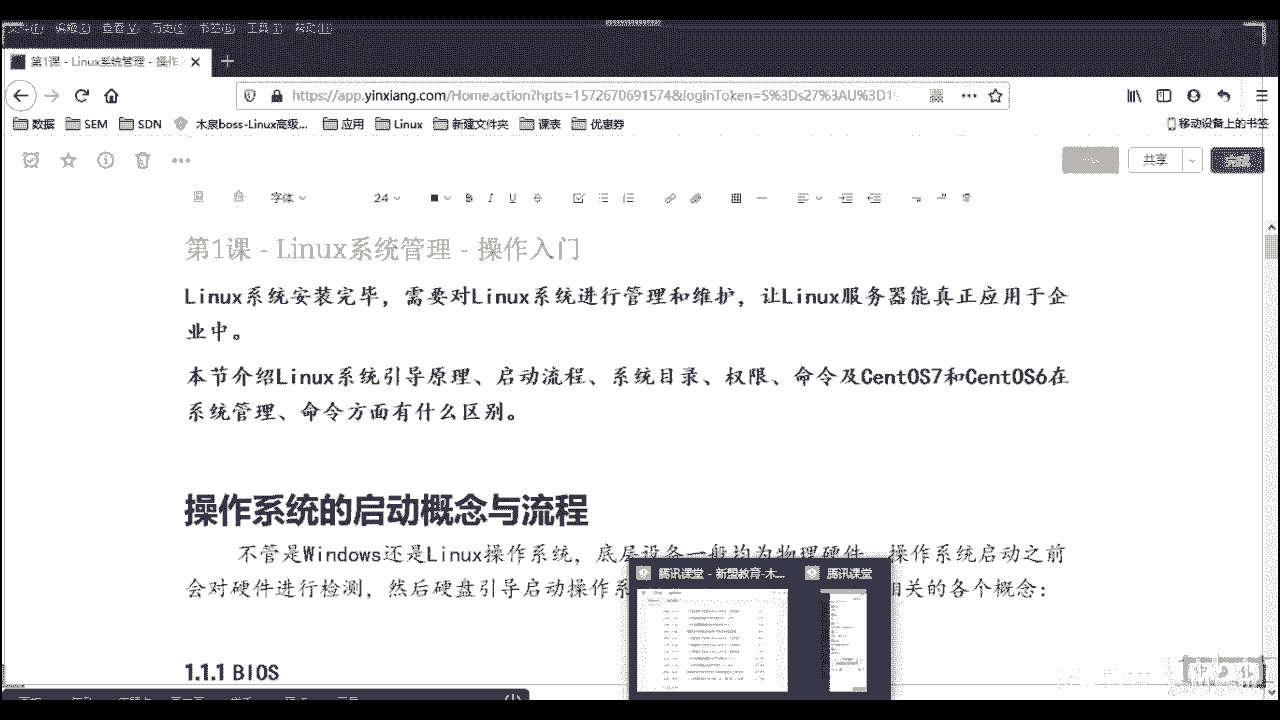 文件(F) 编辑(E) 查看(V) 历史(S) 书签(B) 工具(T) 帮助(H)
第1课 - Linux系统管理 - 操作
https://app.yinxiang.com/Home.action?hpts=1572670691574&loginToken=S%3Ds27%3AU%3D1
数据 SEM SDN 木泉boss-Linux高级... 应用 Linux 新建文件夹 课表 优惠券 移动设备上的书签
共享
字体 24 B I U
第1课 - Linux系统管理 - 操作入门
Linux系统安装完毕，需要对Linux系统进行管理和维护，让Linux服务器能真正应用于企
业中。
本节介绍Linux系统引导原理、启动流程、系统目录、权限、命令及CentOS7和CentOS6在
系统管理、命令方面有什么区别。
操作系统的启动概念与流程
不管是Windows还是Linux操作系统，底层设备一般均为物理硬件，操作系统启动之前
会对硬件进行检测，然后硬盘引导启动操作系 相关的各个概念：
腾讯课堂 - 新盟教育-木... 腾讯课堂
1.1.1 BIOS